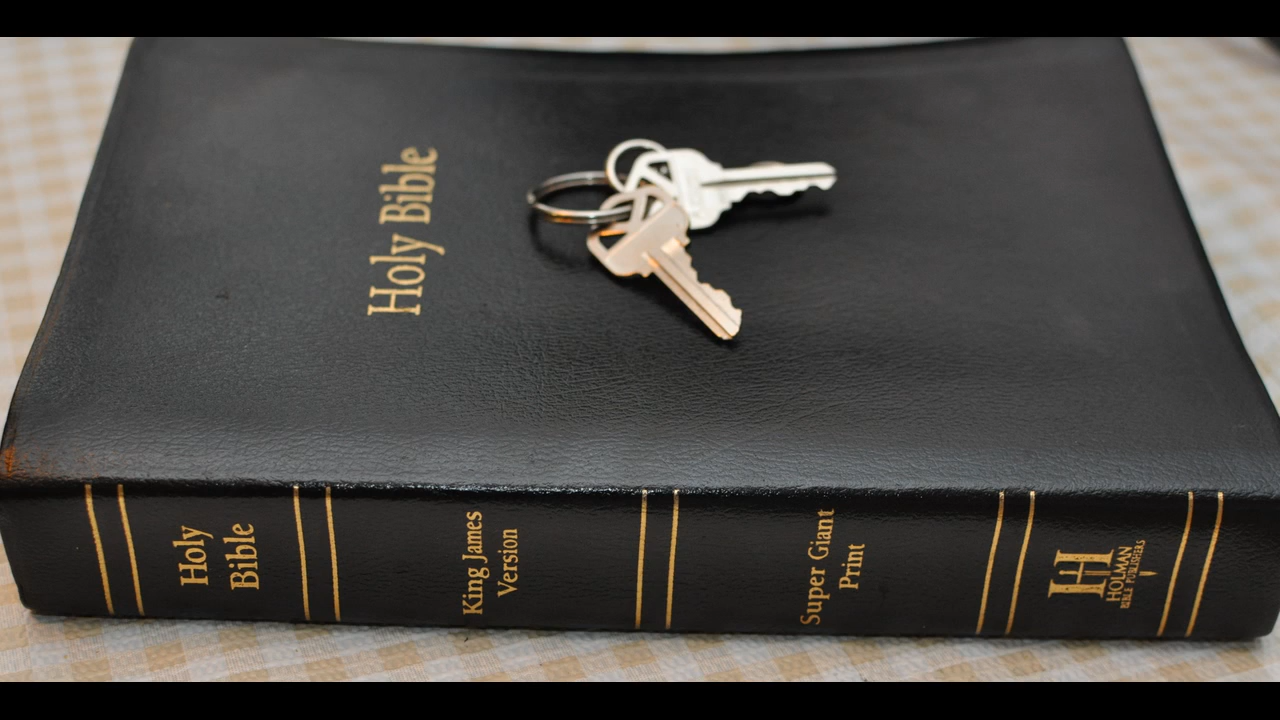 Holy Bible
Holy
Bible
King James
Version
Super Giant
Print
HOLMAN
BIBLE PUBLISHERS